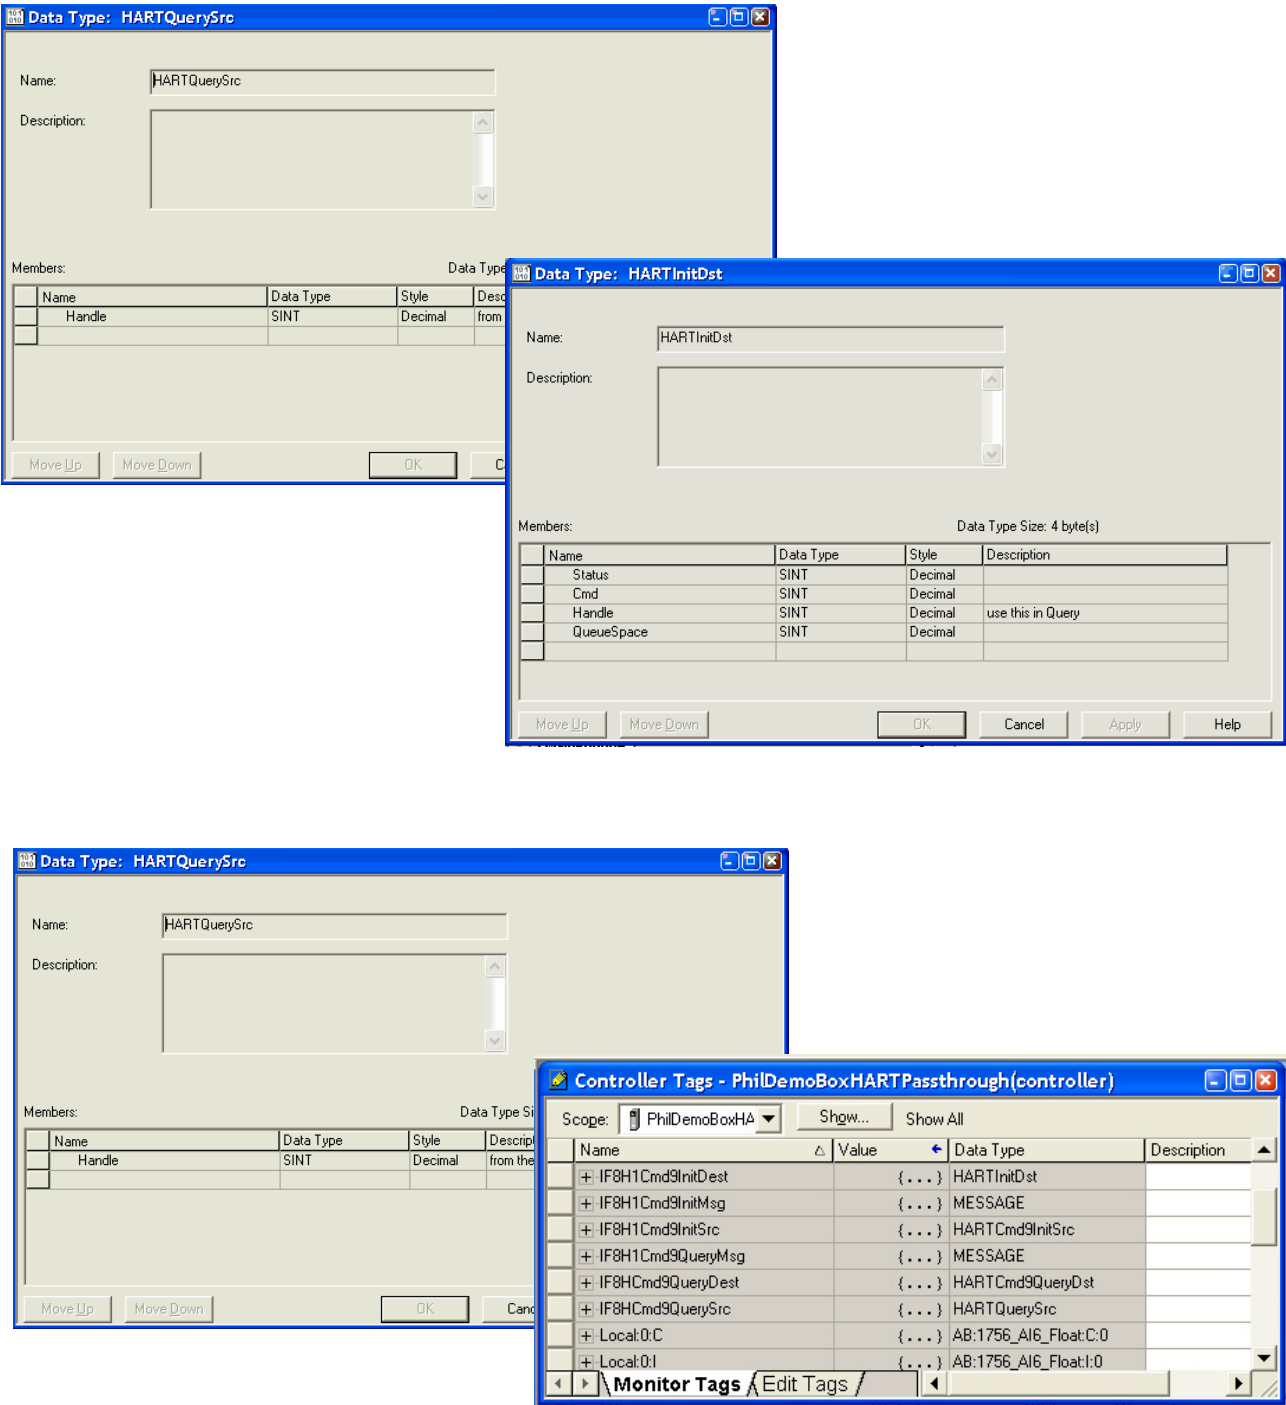 Data Type: HARTQuerySrc
Name: HARTQuerySrc
Description:
Members: Data Type
Name Data Type Style Desc
Handle SINT Decimal from
Move Up Move Down OK C
Data Type: HARTInitDst
Name: HARTInitDst
Description:
Members: Data Type Size: 4 byte(s)
Name Data Type Style Description
Status SINT Decimal
Cmd SINT Decimal
Handle SINT Decimal use this in Query
QueueSpace SINT Decimal
Move Up Move Down OK Cancel Apply Help
Data Type: HARTQuerySrc
Name: HARTQuerySrc
Description:
Members: Data Type Si
Name Data Type Style Descript
Handle SINT Decimal from the
Move Up Move Down OK Canc
Controller Tags - PhilDemoBoxHARTPassthrough(controller)
Scope: PhilDemoBoxHA Show... Show All
Name Value Data Type Description
IF8H1Cmd9InitDest {...} HARTInitDst
IF8H1Cmd9InitMsg {...} MESSAGE
IF8H1Cmd9InitSrc {...} HARTCmd9InitSrc
IF8H1Cmd9QueryMsg {...} MESSAGE
IF8HCmd9QueryDest {...} HARTCmd9QueryDst
IF8HCmd9QuerySrc {...} HARTQuerySrc
Local:0:C {...} AB:1756_AI6_Float:C:0
Local:0:I {...} AB:1756_AI6_Float:I:0
Monitor Tags Edit Tags